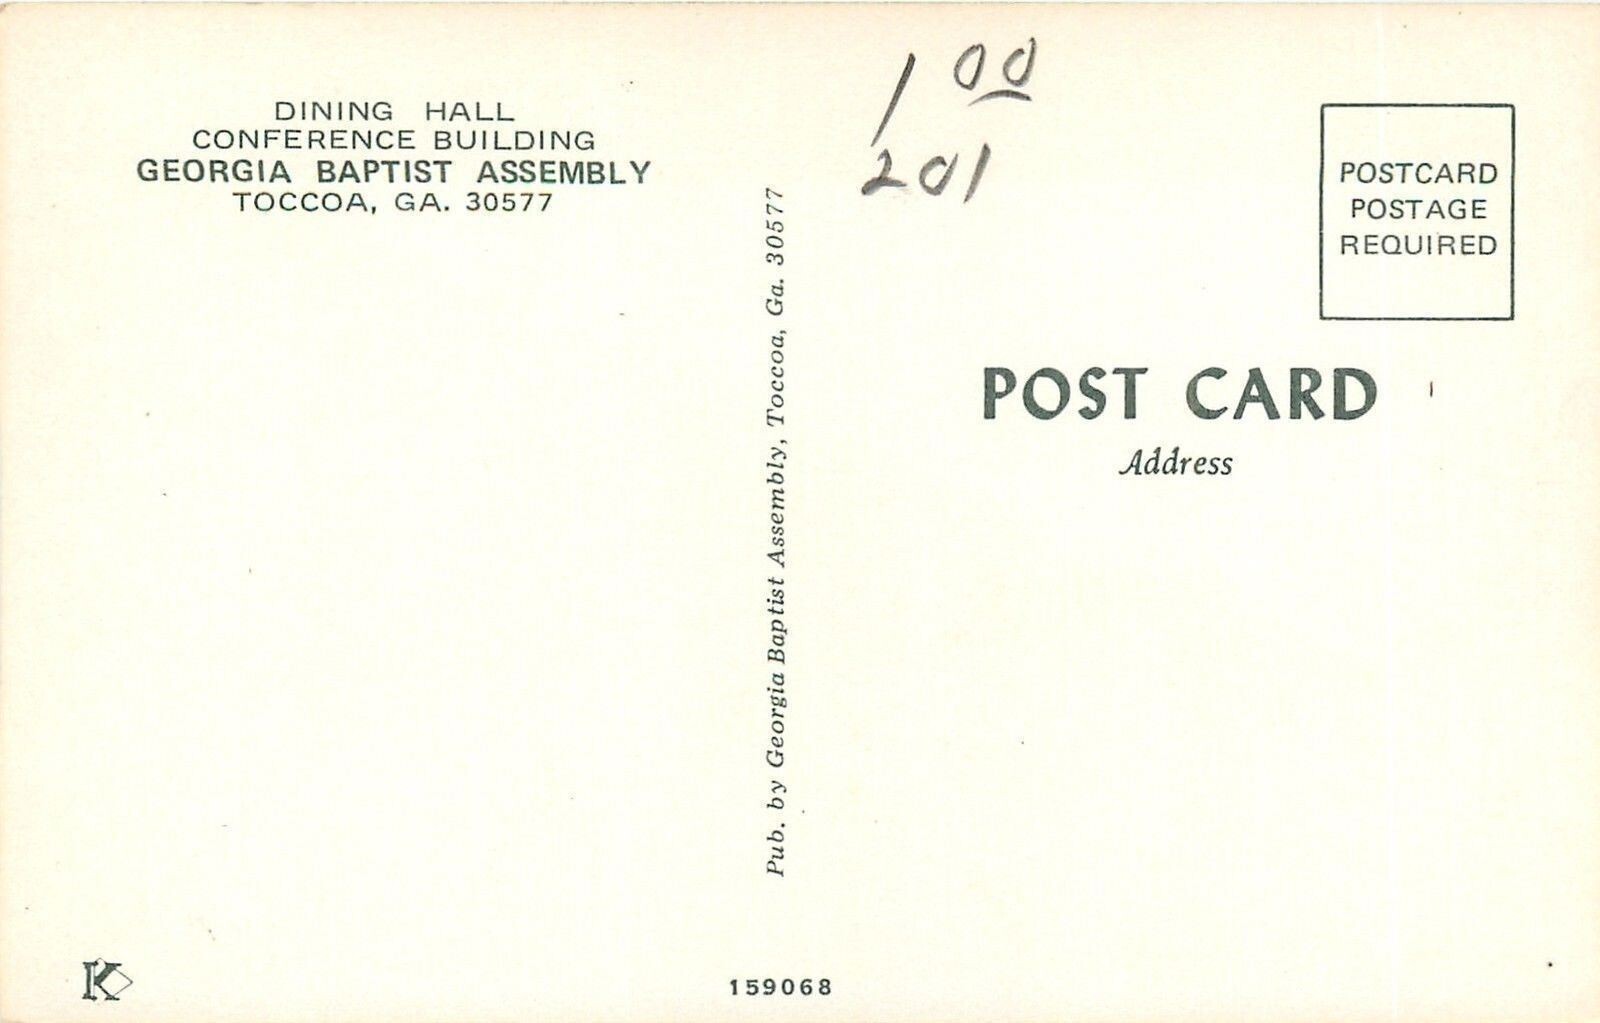 DINING HALL
CONFERENCE BUILDING
GEORGIA BAPTIST ASSEMBLY
TOCCOA, GA. 30577
Pub. by Georgia Baptist Assembly, Toccoa, Ga. 30577
1 00
201
POSTCARD
POSTAGE
REQUIRED
POST CARD
Address
K
159068